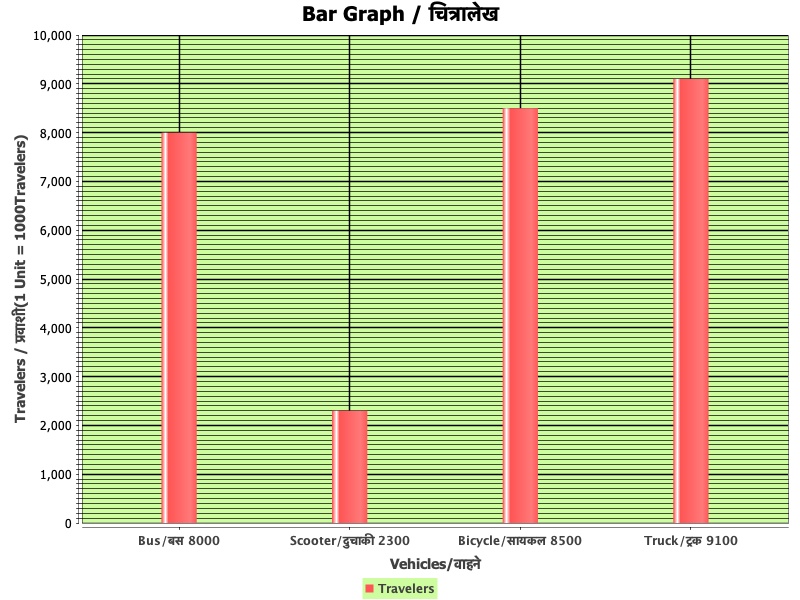 Bar Graph / चित्रालेख
10,000
9,000
8,000
7,000
6,000
5,000
4,000
3,000
2,000
1,000
0
Travelers / प्रवाशी(1 Unit = 1000Travelers)
Bus/बस 8000
Scooter/दुचाकी 2300
Bicycle/सायकल 8500
Truck/ट्रक 9100
Vehicles/वाहने
Travelers